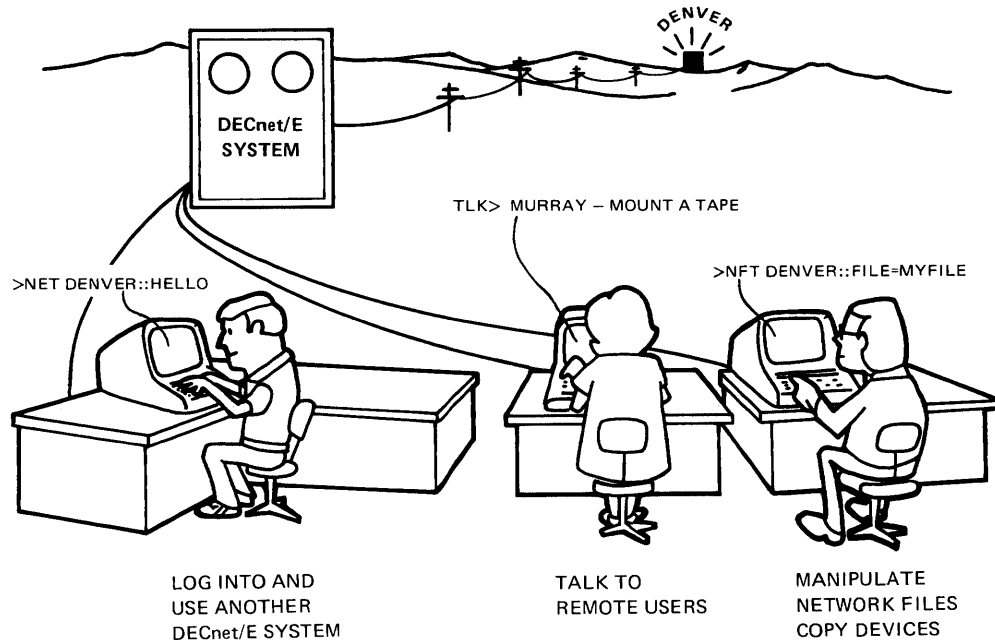 DENVER
DECnet/E
SYSTEM
TLK> MURRAY – MOUNT A TAPE
>NET DENVER::HELLO
>NFT DENVER::FILE=MYFILE
LOG INTO AND
USE ANOTHER
DECnet/E SYSTEM
TALK TO
REMOTE USERS
MANIPULATE
NETWORK FILES
COPY DEVICES